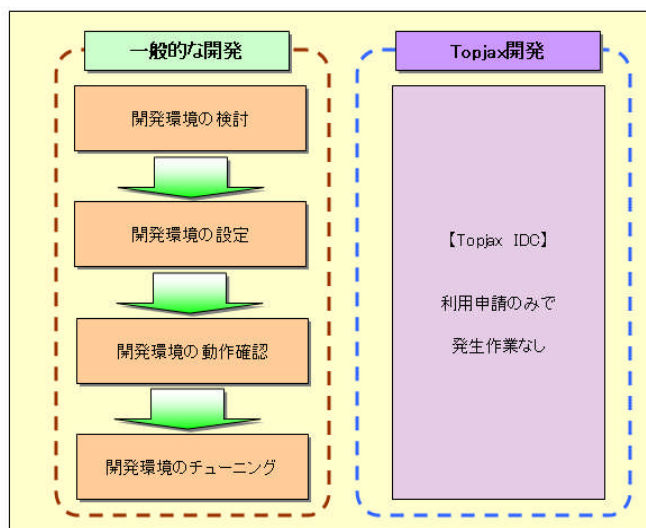 一般的な開発
Topjax開発
開発環境の検討
開発環境の設定
開発環境の動作確認
開発環境のチューニング
【Topjax IDC】
利用申請のみで
発生作業なし